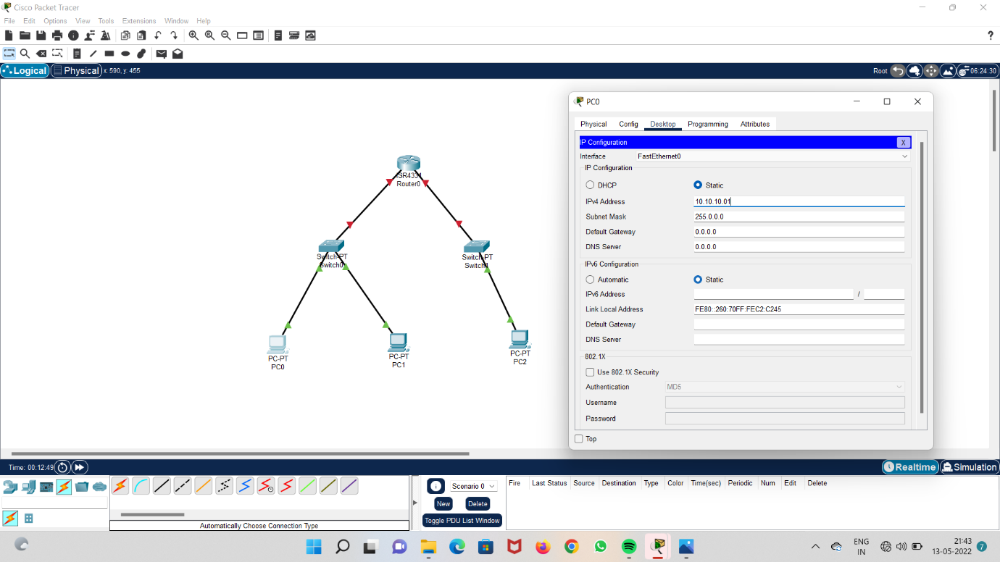 Cisco Packet Tracer
File Edit Options View Tools Extensions Window Help
Logical Physical x: 590, y: 455 Root 06:24:30
PC0
Physical Config Desktop Programming Attributes
IP Configuration X
Interface FastEthernet0
IP Configuration
DHCP Static
IPv4 Address 10.10.10.01
Subnet Mask 255.0.0.0
Default Gateway 0.0.0.0
DNS Server 0.0.0.0
IPv6 Configuration
Automatic Static
IPv6 Address /
Link Local Address FE80::260:70FF:FEC2:C245
Default Gateway
DNS Server
802.1X
Use 802.1X Security
Authentication MD5
Username
Password
Top
ISR4331
Router0
Switch-PT
Switch0
Switch-PT
Switch1
PC-PT
PC0
PC-PT
PC1
PC-PT
PC2
Time: 00:12:49 Realtime Simulation
Scenario 0
New Delete
Toggle PDU List Window
Fire Last Status Source Destination Type Color Time(sec) Periodic Num Edit Delete
Automatically Choose Connection Type
ENG
IN
21:43
13-05-2022
7